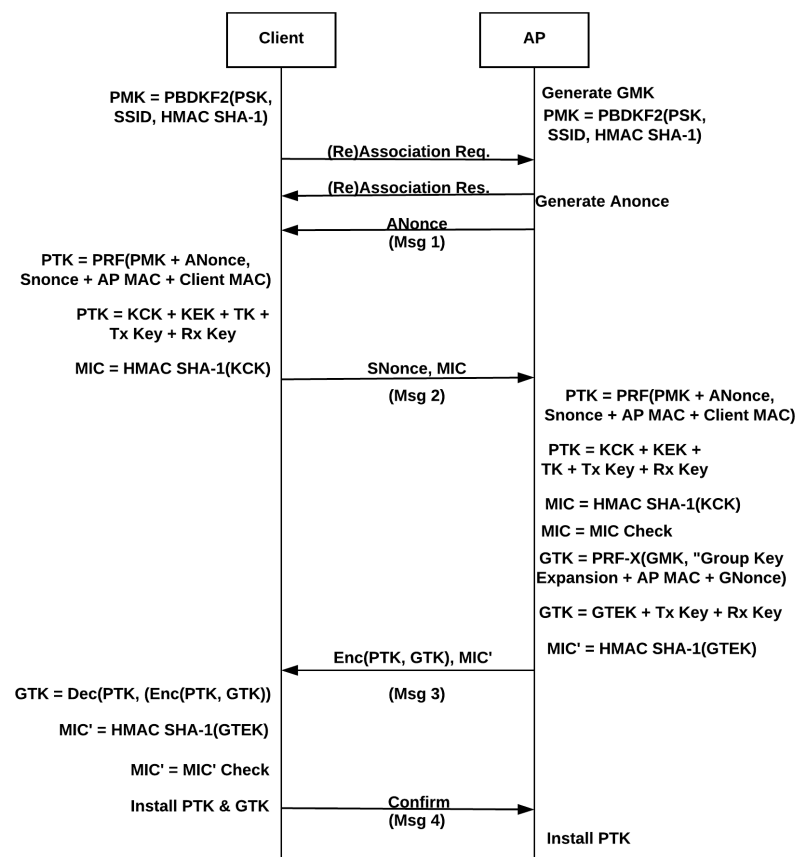 Client
AP
PMK = PBDKF2(PSK,
SSID, HMAC SHA-1)
Generate GMK
PMK = PBDKF2(PSK,
SSID, HMAC SHA-1)
(Re)Association Req.
(Re)Association Res.
Generate Anonce
ANonce
(Msg 1)
PTK = PRF(PMK + ANonce,
Snonce + AP MAC + Client MAC)
PTK = KCK + KEK + TK +
Tx Key + Rx Key
MIC = HMAC SHA-1(KCK)
SNonce, MIC
(Msg 2)
PTK = PRF(PMK + ANonce,
Snonce + AP MAC + Client MAC)
PTK = KCK + KEK +
TK + Tx Key + Rx Key
MIC = HMAC SHA-1(KCK)
MIC = MIC Check
GTK = PRF-X(GMK, "Group Key
Expansion + AP MAC + GNonce)
GTK = GTEK + Tx Key + Rx Key
MIC' = HMAC SHA-1(GTEK)
Enc(PTK, GTK), MIC'
(Msg 3)
GTK = Dec(PTK, (Enc(PTK, GTK))
MIC' = HMAC SHA-1(GTEK)
MIC' = MIC' Check
Install PTK & GTK
Confirm
(Msg 4)
Install PTK